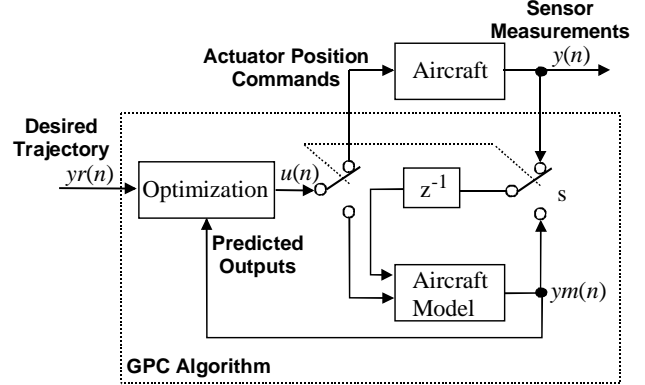 Sensor
Measurements
y(n)
Actuator Position
Commands
Aircraft
Desired
Trajectory
yr(n)
Optimization
u(n)
z-1
s
Predicted
Outputs
Aircraft
Model
ym(n)
GPC Algorithm